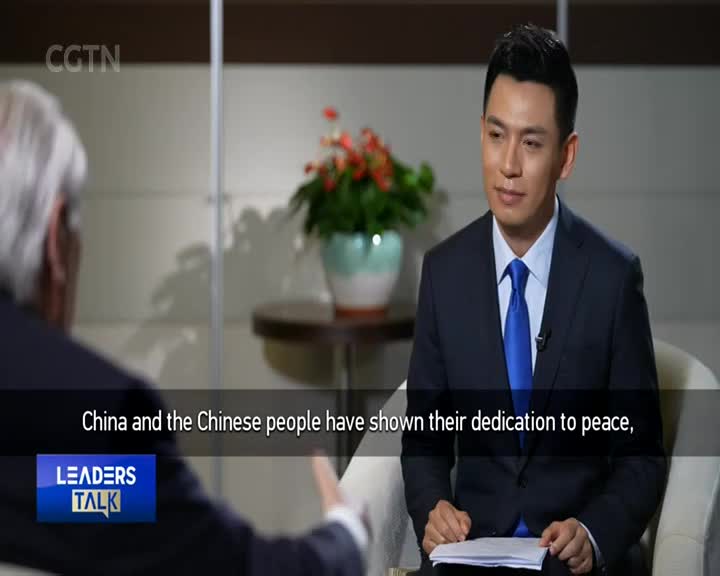 CGTN
China and the Chinese people have shown their dedication to peace,
LEADERS
TALK